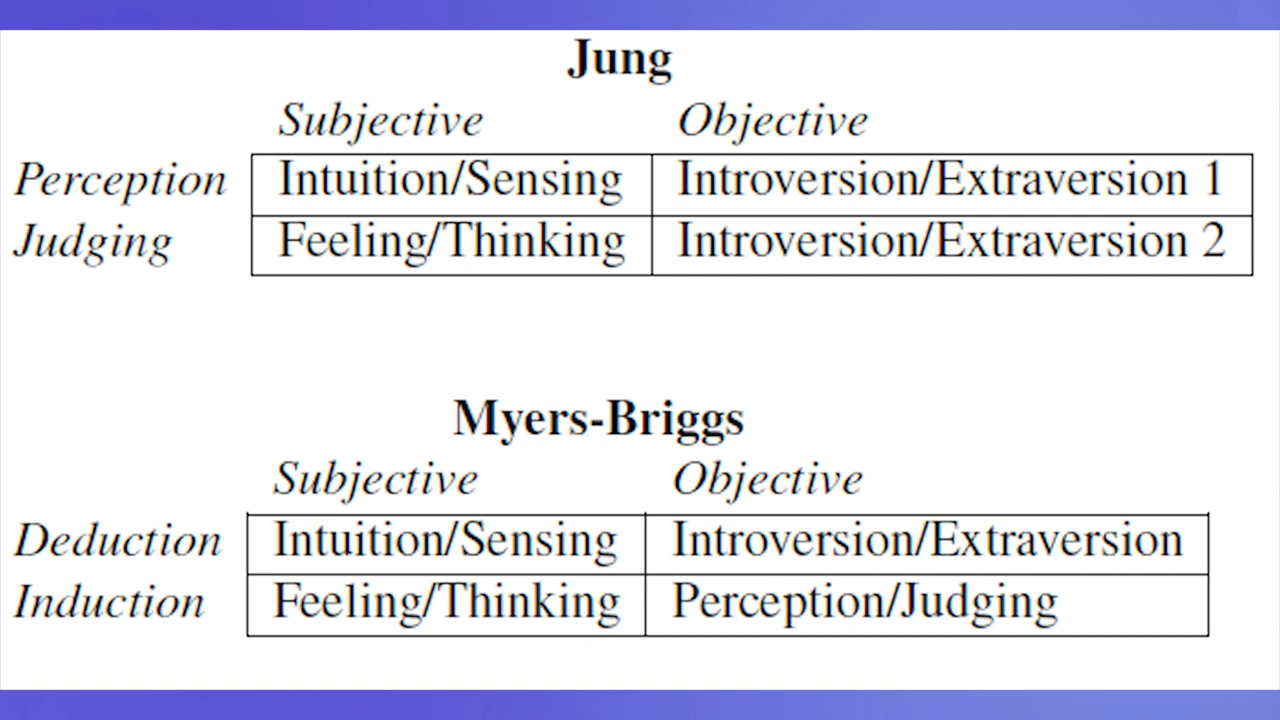 Jung
Subjective Objective
Perception Intuition/Sensing Introversion/Extraversion 1
Judging Feeling/Thinking Introversion/Extraversion 2
Myers-Briggs
Subjective Objective
Deduction Intuition/Sensing Introversion/Extraversion
Induction Feeling/Thinking Perception/Judging